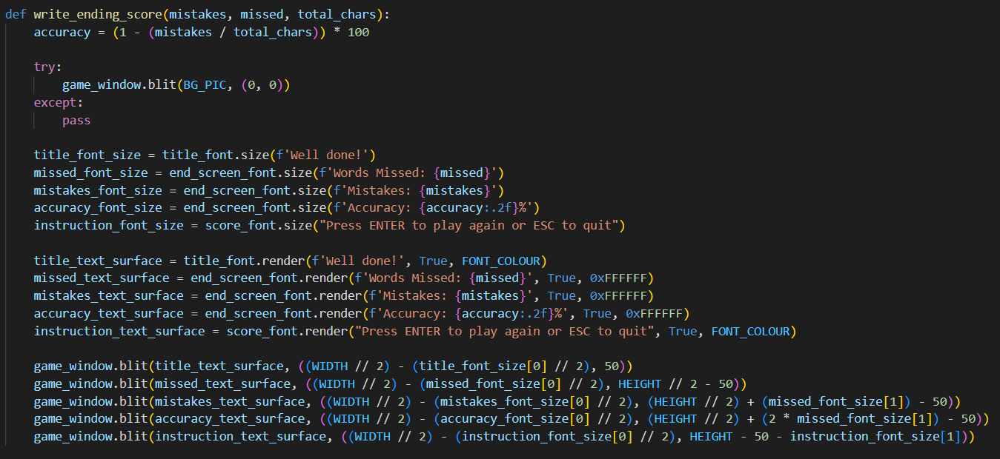 def write_ending_score(mistakes, missed, total_chars):
    accuracy = (1 - (mistakes / total_chars)) * 100

    try:
        game_window.blit(BG_PIC, (0, 0))
    except:
        pass

    title_font_size = title_font.size(f'Well done!')
    missed_font_size = end_screen_font.size(f'Words Missed: {missed}')
    mistakes_font_size = end_screen_font.size(f'Mistakes: {mistakes}')
    accuracy_font_size = end_screen_font.size(f'Accuracy: {accuracy:.2f}%')
    instruction_font_size = score_font.size("Press ENTER to play again or ESC to quit")

    title_text_surface = title_font.render(f'Well done!', True, FONT_COLOUR)
    missed_text_surface = end_screen_font.render(f'Words Missed: {missed}', True, 0xFFFFFF)
    mistakes_text_surface = end_screen_font.render(f'Mistakes: {mistakes}', True, 0xFFFFFF)
    accuracy_text_surface = end_screen_font.render(f'Accuracy: {accuracy:.2f}%', True, 0xFFFFFF)
    instruction_text_surface = score_font.render("Press ENTER to play again or ESC to quit", True, FONT_COLOUR)

    game_window.blit(title_text_surface, ((WIDTH // 2) - (title_font_size[0] // 2), 50))
    game_window.blit(missed_text_surface, ((WIDTH // 2) - (missed_font_size[0] // 2), HEIGHT // 2 - 50))
    game_window.blit(mistakes_text_surface, ((WIDTH // 2) - (mistakes_font_size[0] // 2), (HEIGHT // 2) + (missed_font_size[1]) - 50))
    game_window.blit(accuracy_text_surface, ((WIDTH // 2) - (accuracy_font_size[0] // 2), (HEIGHT // 2) + (2 * missed_font_size[1]) - 50))
    game_window.blit(instruction_text_surface, ((WIDTH // 2) - (instruction_font_size[0] // 2), HEIGHT - 50 - instruction_font_size[1]))